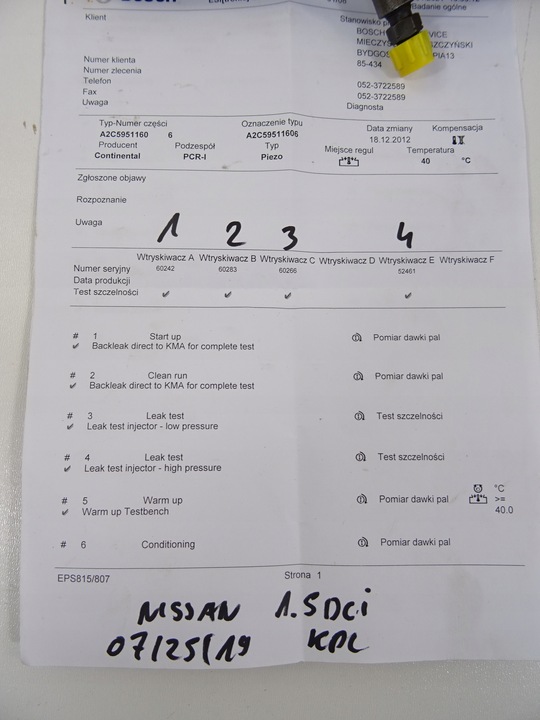 Badanie ogólne
Klient
Stanowisko
BOSCH VICE
MIECZYS SZCZYŃSKI
BYDGOS PIA13
85-434
Numer klienta
Numer zlecenia
Telefon 052-3722589
Fax 052-3722589
Uwaga Diagnosta
Typ-Numer części Oznaczenie typu Data zmiany Kompensacja
A2C5951160 6 A2C59511606 18.12.2012
Producent Podzespół Typ Miejsce regul Temperatura
Continental PCR-I Piezo 40 °C
Zgłoszone objawy
Rozpoznanie
Uwaga 1 2 3 4
Wtryskiwacz A Wtryskiwacz B Wtryskiwacz C Wtryskiwacz D Wtryskiwacz E Wtryskiwacz F
Numer seryjny 60242 60283 60266 52461
Data produkcji
Test szczelności ✔ ✔ ✔ ✔
# 1 Start up Pomiar dawki pal
✔ Backleak direct to KMA for complete test
# 2 Clean run Pomiar dawki pal
✔ Backleak direct to KMA for complete test
# 3 Leak test Test szczelności
✔ Leak test injector - low pressure
# 4 Leak test Test szczelności
✔ Leak test injector - high pressure
# 5 Warm up Pomiar dawki pal °C
✔ Warm up Testbench >=
40.0
# 6 Conditioning Pomiar dawki pal
EPS815/807 Strona 1
NISSAN 1.5DCi
07/25/19 KPL